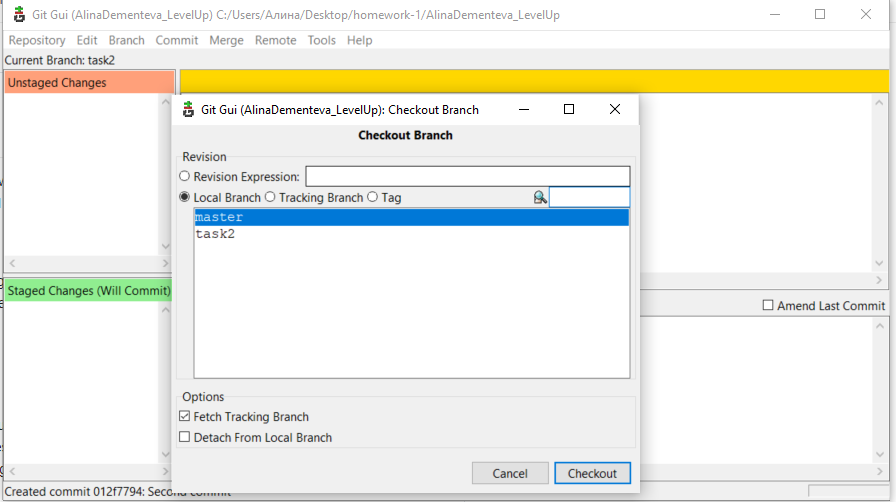 Git Gui (AlinaDementeva_LevelUp) C:/Users/Алина/Desktop/homework-1/AlinaDementeva_LevelUp
Repository Edit Branch Commit Merge Remote Tools Help
Current Branch: task2
Unstaged Changes
Git Gui (AlinaDementeva_LevelUp): Checkout Branch
Checkout Branch
Revision
Revision Expression:
Local Branch Tracking Branch Tag
master
task2
Options
Fetch Tracking Branch
Detach From Local Branch
Cancel Checkout
Staged Changes (Will Commit)
Amend Last Commit
Created commit 012f7794: Second commit